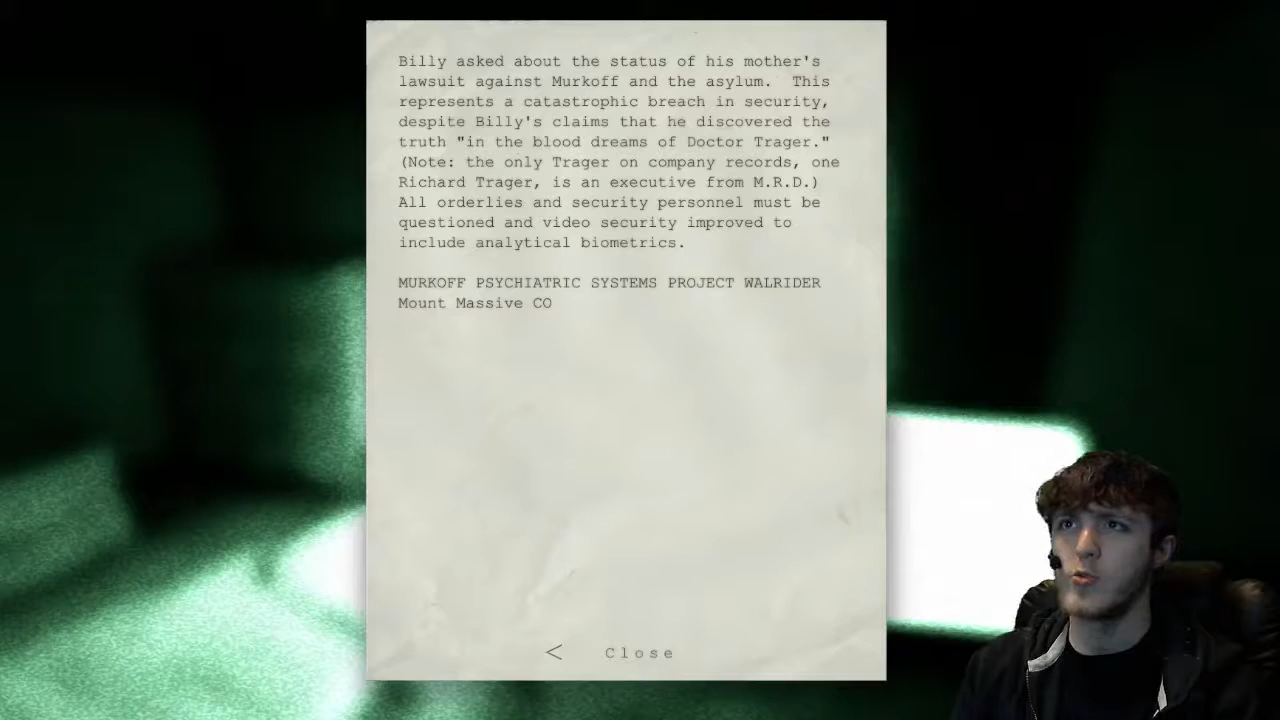 Billy asked about the status of his mother's
lawsuit against Murkoff and the asylum.  This
represents a catastrophic breach in security,
despite Billy's claims that he discovered the
truth "in the blood dreams of Doctor Trager."
(Note: the only Trager on company records, one
Richard Trager, is an executive from M.R.D.)
All orderlies and security personnel must be
questioned and video security improved to
include analytical biometrics.

MURKOFF PSYCHIATRIC SYSTEMS PROJECT WALRIDER
Mount Massive CO
< Close